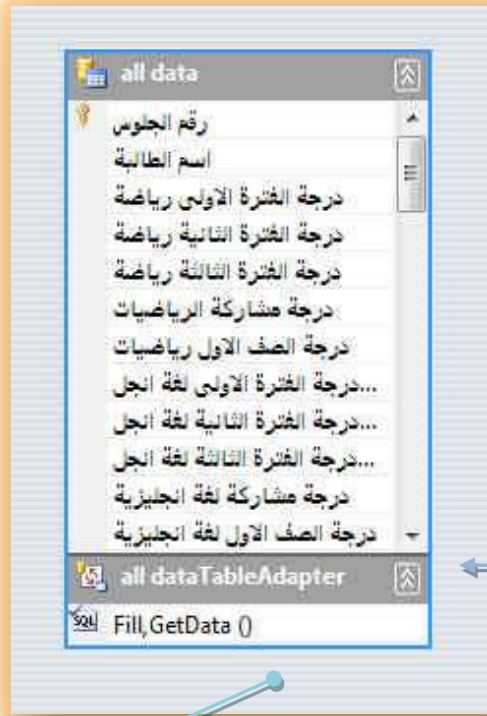 all data
رقم الجلوس
اسم الطالبة
درجة الفترة الاولى رياضة
درجة الفترة الثانية رياضة
درجة الفترة الثالثة رياضة
درجة مشاركة الرياضيات
درجة الصف الاول رياضيات
درجة الفترة الاولى لغة انجل...
درجة الفترة الثانية لغة انجل...
درجة الفترة الثالثة لغة انجل...
درجة مشاركة لغة انجليزية
درجة الصف الاول لغة انجليزية
all dataTableAdapter
SQL Fill,GetData ()